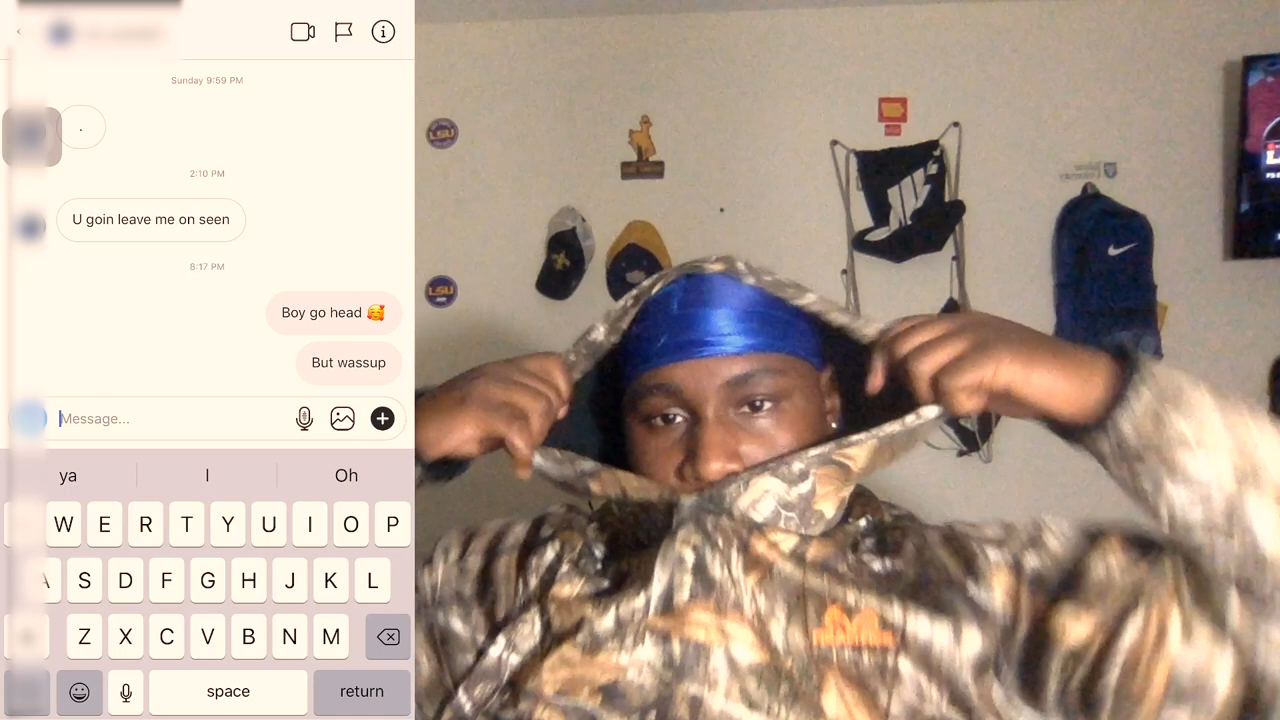 Sunday 9:59 PM
.
2:10 PM
U goin leave me on seen
8:17 PM
Boy go head 🥰
But wassup
Message...
ya I Oh
W E R T Y U I O P
A S D F G H J K L
Z X C V B N M
space return
LSU
LSU